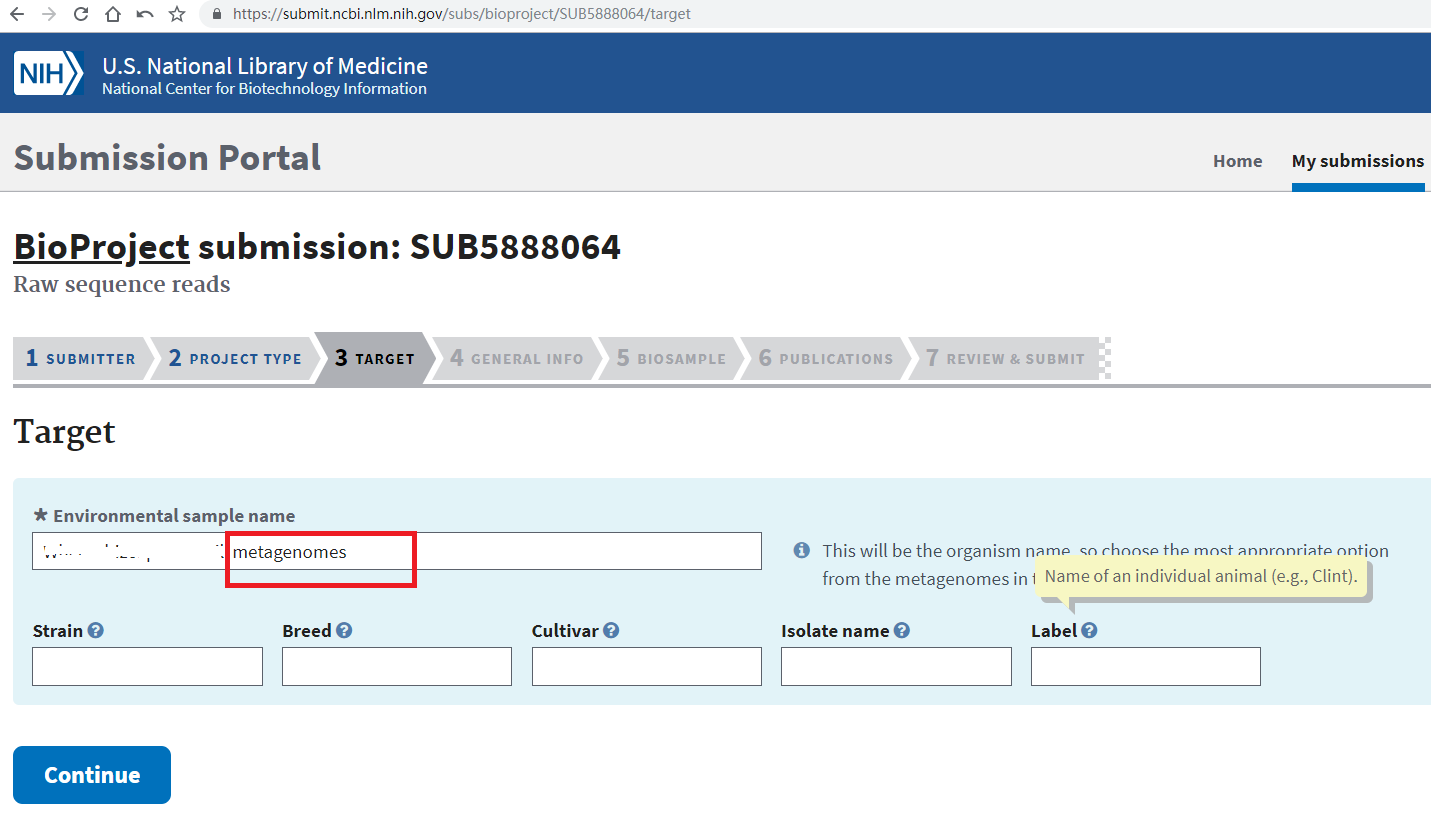 https://submit.ncbi.nlm.nih.gov/subs/bioproject/SUB5888064/target
NIH
U.S. National Library of Medicine
National Center for Biotechnology Information
Submission Portal
Home My submissions
BioProject submission: SUB5888064
Raw sequence reads
1 SUBMITTER 2 PROJECT TYPE 3 TARGET 4 GENERAL INFO 5 BIOSAMPLE 6 PUBLICATIONS 7 REVIEW & SUBMIT
Target
* Environmental sample name
metagenomes
This will be the organism name, so choose the most appropriate option
from the metagenomes in
Name of an individual animal (e.g., Clint).
Strain ? Breed ? Cultivar ? Isolate name ? Label ?
Continue